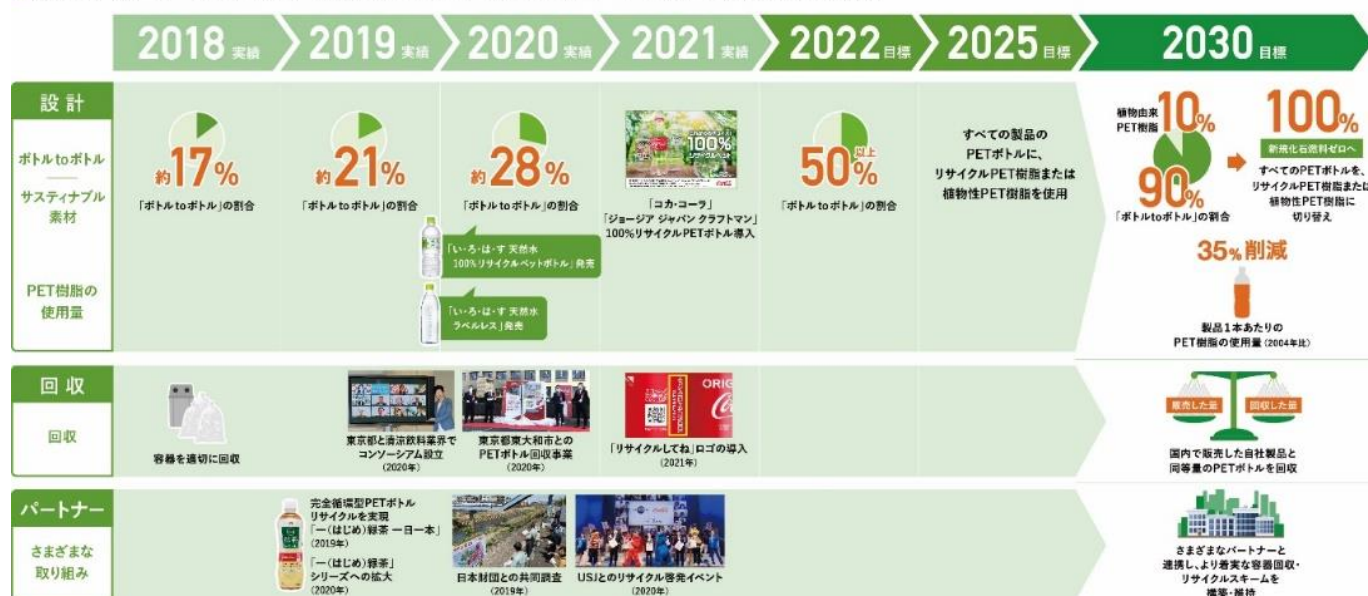 2018 実績
2019 実績
2020 実績
2021 実績
2022 目標
2025 目標
2030 目標
設計
ボトルtoボトル
サスティナブル
素材
PET樹脂の
使用量
約17%
「ボトルtoボトル」の割合
約21%
「ボトルtoボトル」の割合
約28%
「ボトルtoボトル」の割合
「い・ろ・は・す 天然水
100%リサイクルペットボトル」発売
「い・ろ・は・す 天然水
ラベルレス」発売
100%
リサイクルペット
「コカ・コーラ」
「ジョージア ジャパン クラフトマン」
100%リサイクルPETボトル導入
50%以上
「ボトルtoボトル」の割合
すべての製品の
PETボトルに、
リサイクルPET樹脂または
植物性PET樹脂を使用
植物由来
PET樹脂
10%
90%
「ボトルtoボトル」の割合
100%
新規化石燃料ゼロへ
すべてのPETボトルを、
リサイクルPET樹脂または
植物性PET樹脂に
切り替え
35%削減
製品1本あたりの
PET樹脂の使用量(2004年比)
回収
回収
容器を適切に回収
東京都と清涼飲料業界で
コンソーシアム設立
(2020年)
東京都東大和市との
PETボトル回収事業
(2020年)
ORIG
「リサイクルしてね」ロゴの導入
(2021年)
販売した量
回収した量
国内で販売した自社製品と
同等量のPETボトルを回収
パートナー
さまざまな
取り組み
完全循環型PETボトル
リサイクルを実現
「一(はじめ)緑茶 一日一本」
(2019年)
「一(はじめ)緑茶」
シリーズへの拡大
(2020年)
日本財団との共同調査
(2019年)
USJとのリサイクル啓発イベント
(2020年)
さまざまなパートナーと
連携し、より着実な容器回収・
リサイクルスキームを
構築・維持